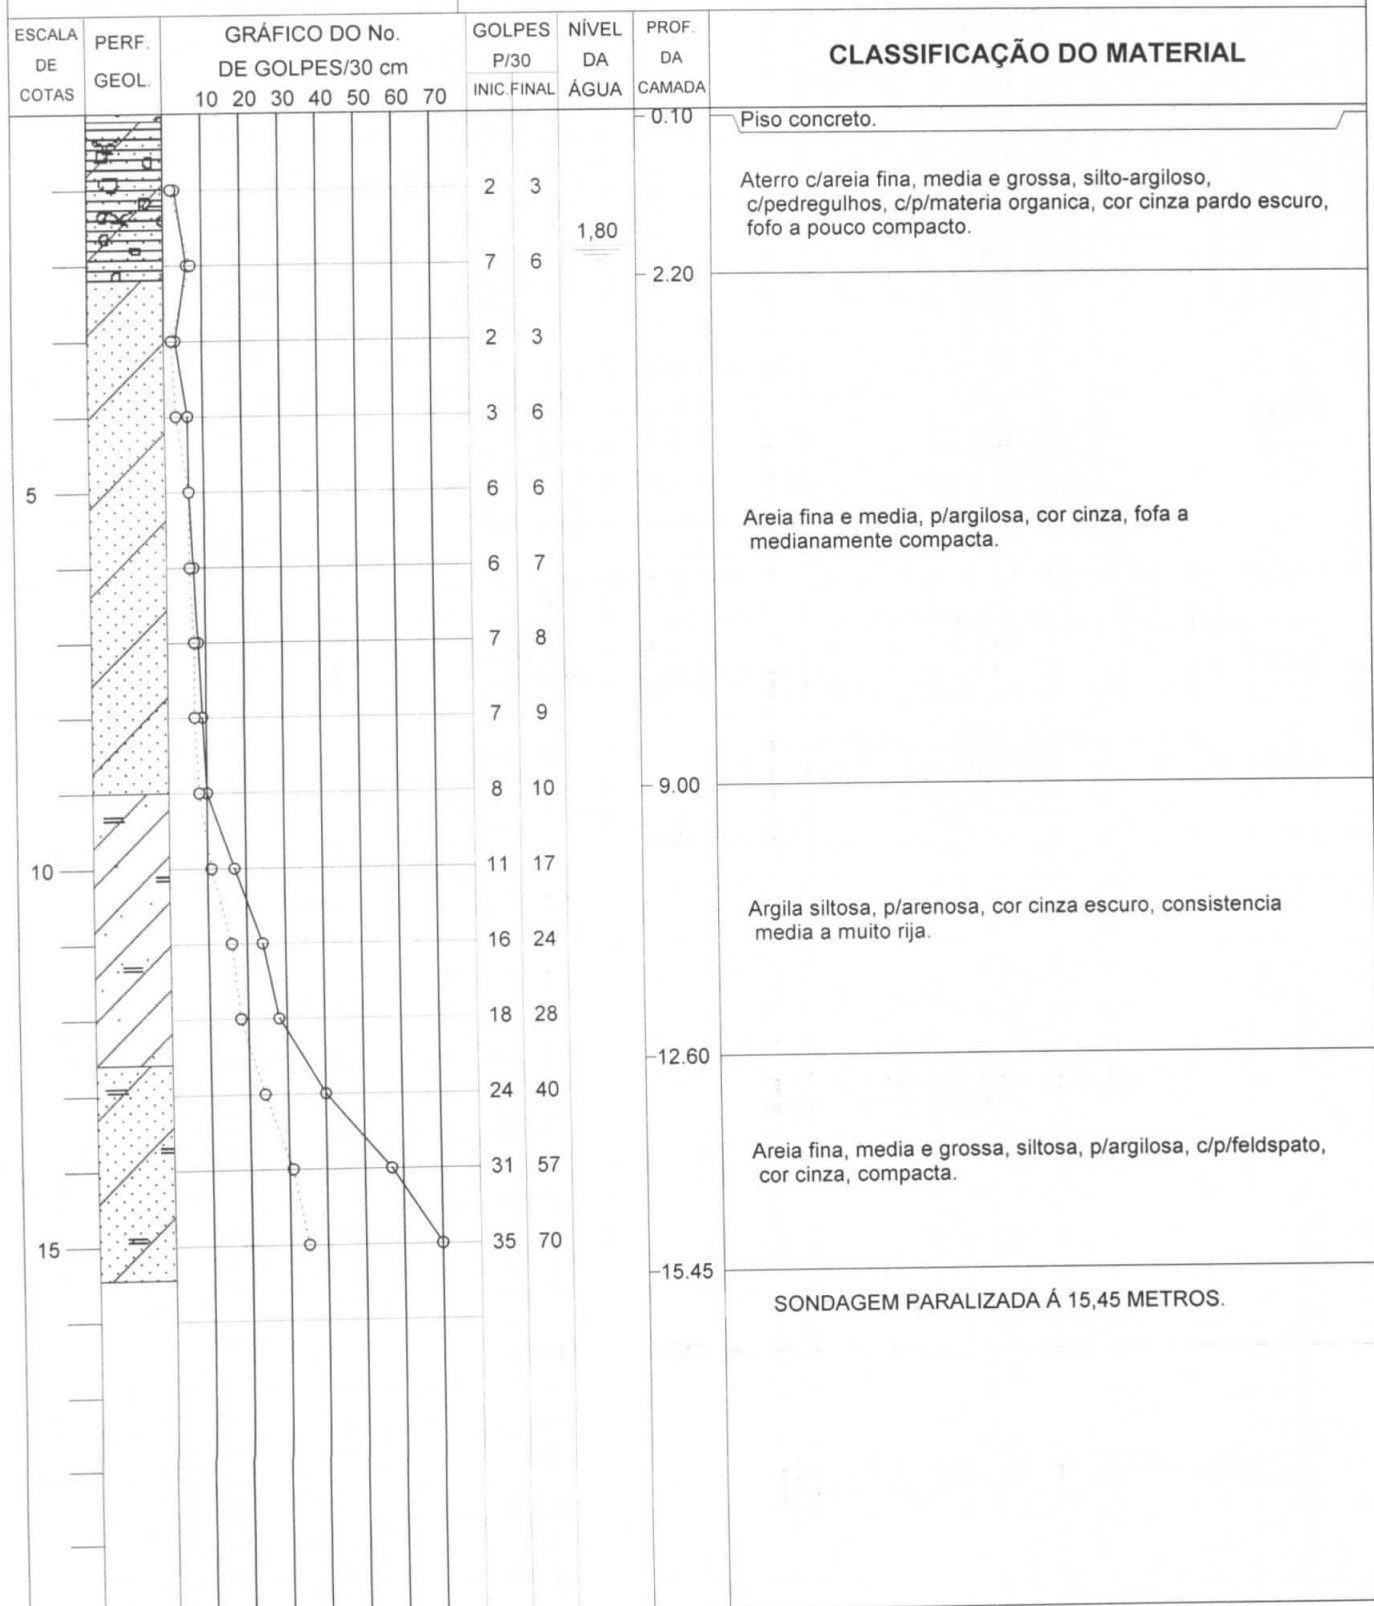 ESCALA
DE
COTAS
PERF.
GEOL.
GRÁFICO DO No.
DE GOLPES/30 cm
10 20 30 40 50 60 70
GOLPES
P/30
INIC. FINAL
NÍVEL
DA
ÁGUA
PROF.
DA
CAMADA
CLASSIFICAÇÃO DO MATERIAL
0.10 Piso concreto.
2 3
Aterro c/areia fina, media e grossa, silto-argiloso,
c/pedregulhos, c/p/materia organica, cor cinza pardo escuro,
fofo a pouco compacto.
1,80
7 6
2.20
2 3
3 6
5 6 6
Areia fina e media, p/argilosa, cor cinza, fofa a
medianamente compacta.
6 7
7 8
7 9
8 10 9.00
10 11 17
Argila siltosa, p/arenosa, cor cinza escuro, consistencia
media a muito rija.
16 24
18 28
12.60
24 40
Areia fina, media e grossa, siltosa, p/argilosa, c/p/feldspato,
cor cinza, compacta.
31 57
15 35 70
15.45
SONDAGEM PARALIZADA Á 15,45 METROS.